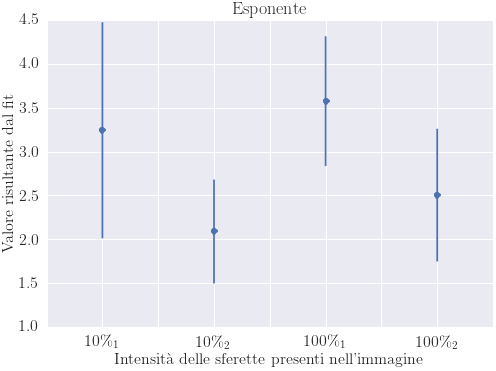 Esponente
Valore risultante dal fit
4.5
4.0
3.5
3.0
2.5
2.0
1.5
1.0
10%₁ 10%₂ 100%₁ 100%₂
Intensità delle sferette presenti nell'immagine